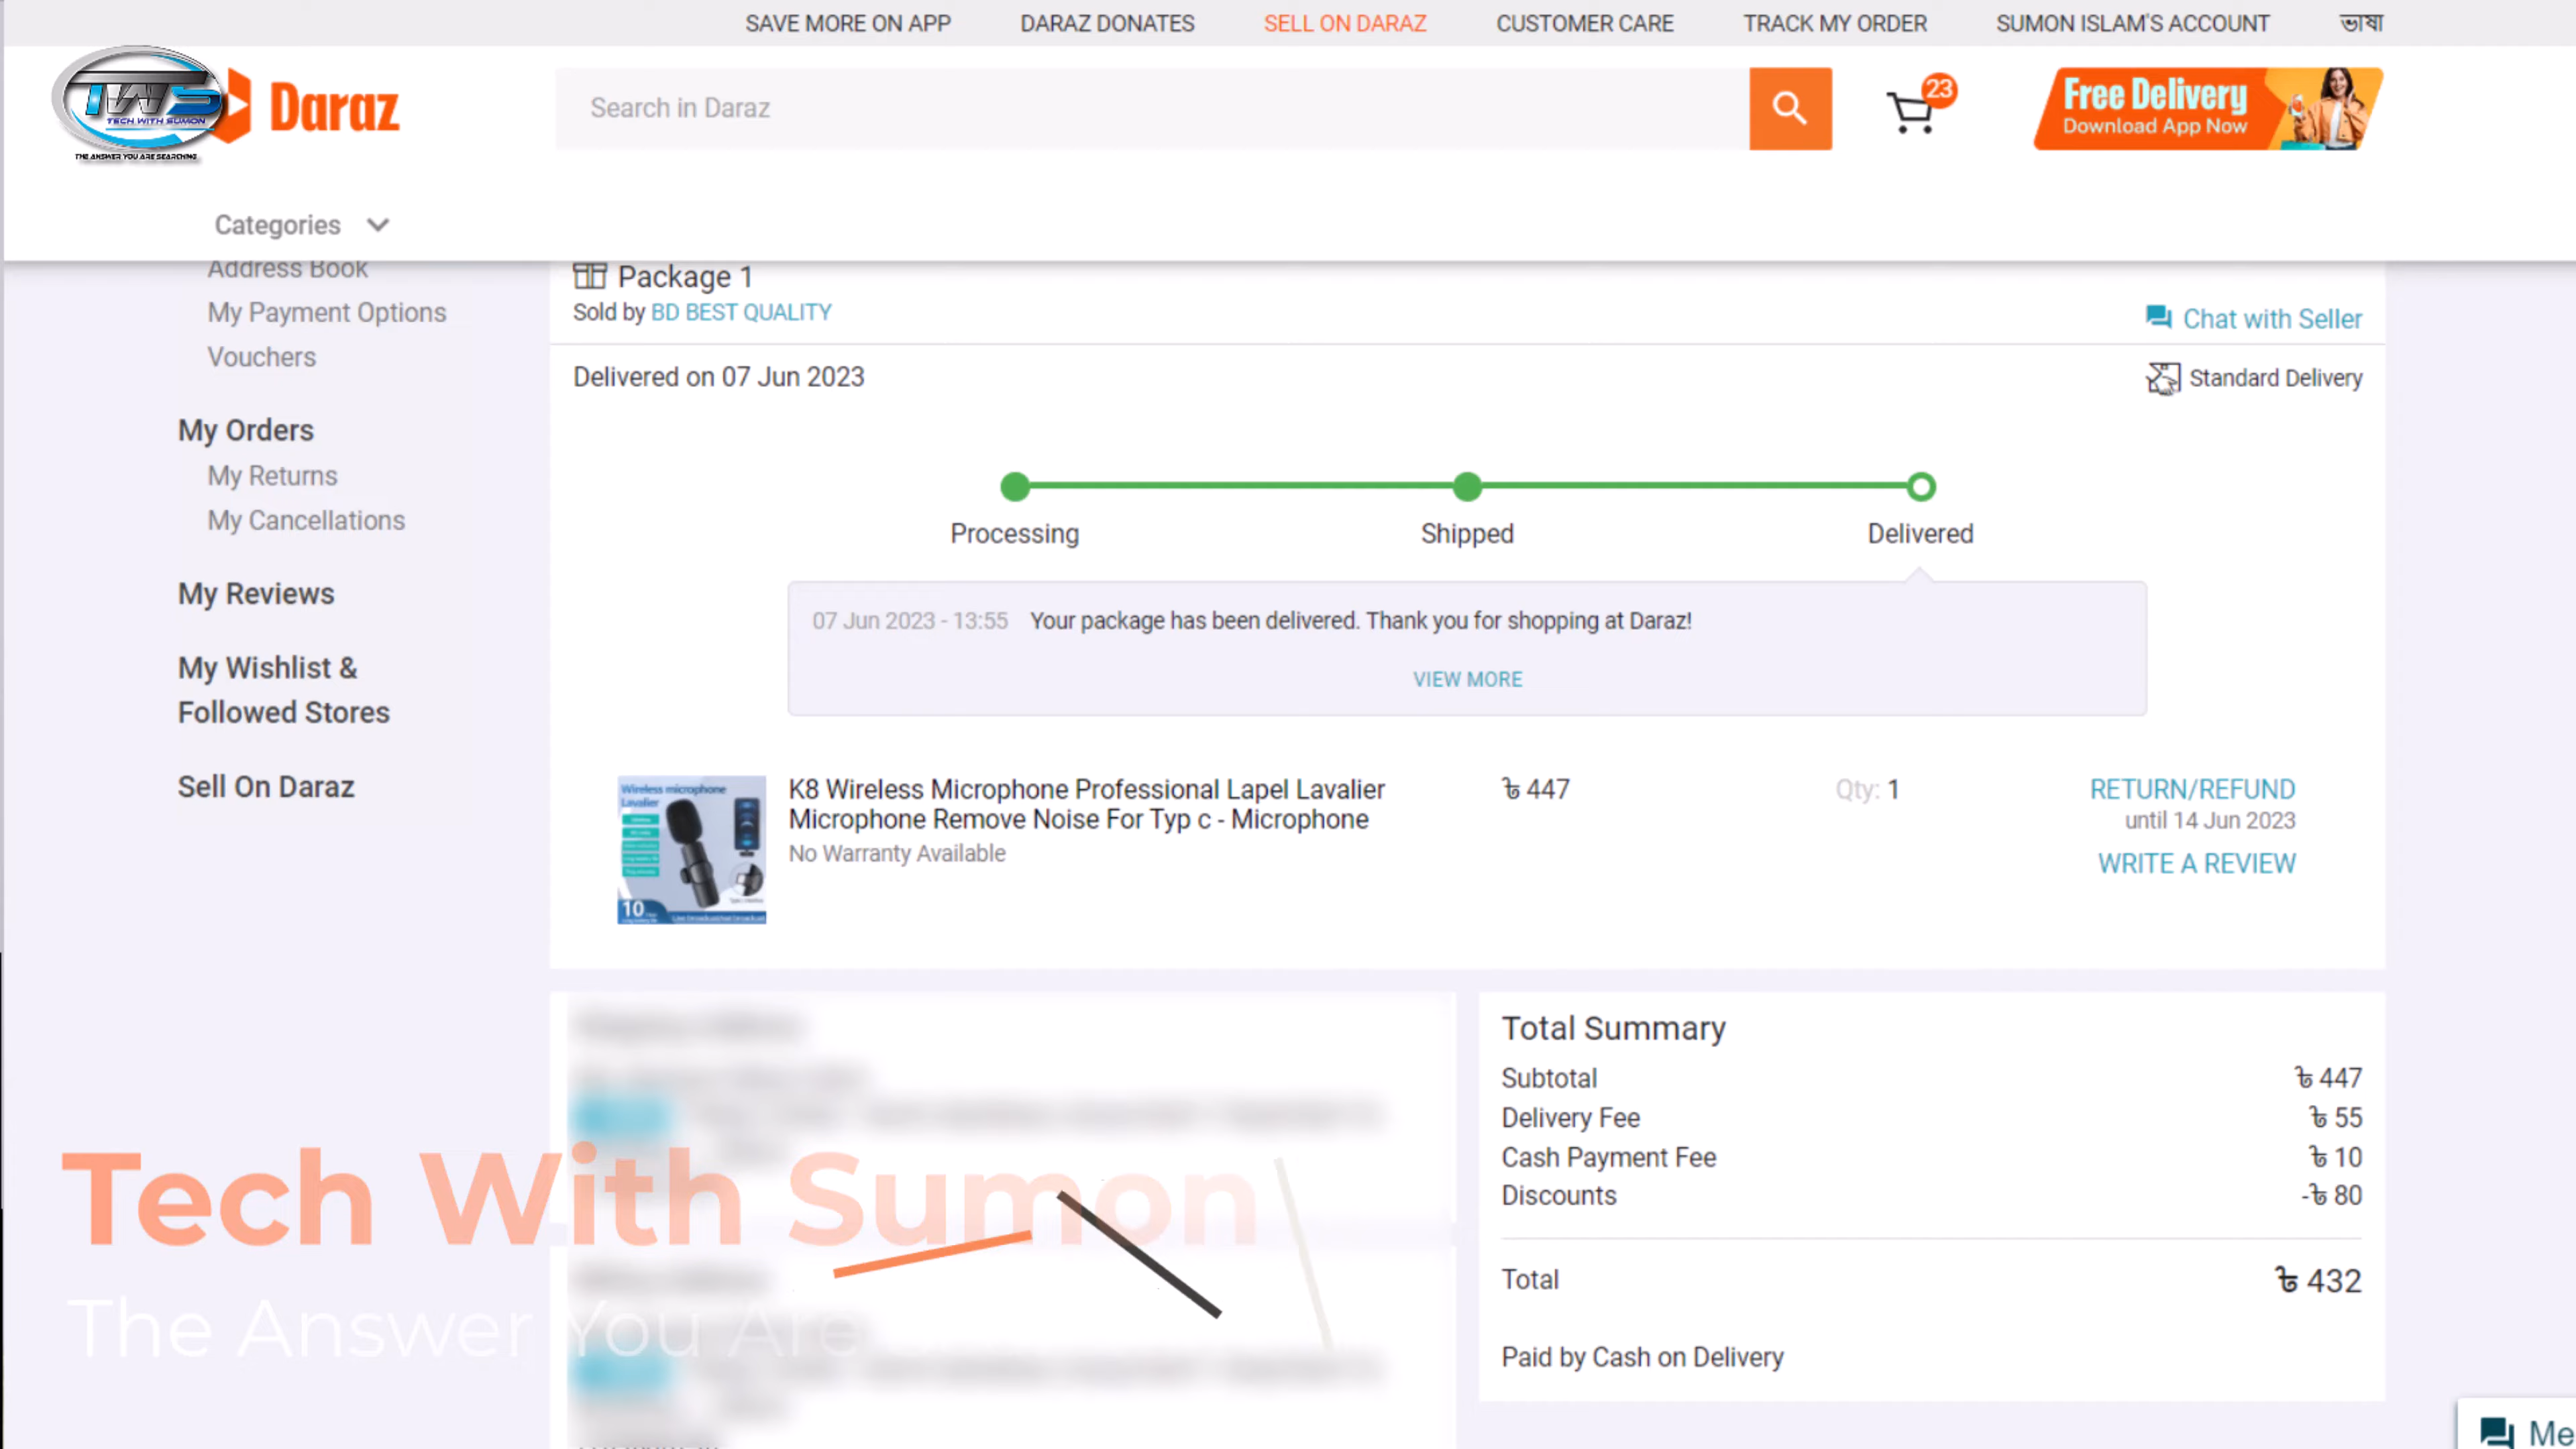 SAVE MORE ON APP DARAZ DONATES SELL ON DARAZ CUSTOMER CARE TRACK MY ORDER SUMON ISLAM'S ACCOUNT ভাষা
TWS
TECH WITH SUMON
THE ANSWER YOU ARE SEARCHING
Daraz
Search in Daraz
23
Free Delivery
Download App Now
Categories
Address Book
My Payment Options
Vouchers
My Orders
My Returns
My Cancellations
My Reviews
My Wishlist &
Followed Stores
Sell On Daraz
Package 1
Sold by BD BEST QUALITY
Chat with Seller
Delivered on 07 Jun 2023
Standard Delivery
Processing Shipped Delivered
07 Jun 2023 - 13:55 Your package has been delivered. Thank you for shopping at Daraz!
VIEW MORE
Wireless microphone
Lavalier
10
K8 Wireless Microphone Professional Lapel Lavalier
Microphone Remove Noise For Typ c - Microphone
No Warranty Available
৳ 447
Qty: 1
RETURN/REFUND
until 14 Jun 2023
WRITE A REVIEW
Total Summary
Subtotal ৳ 447
Delivery Fee ৳ 55
Cash Payment Fee ৳ 10
Discounts -৳ 80
Total ৳ 432
Paid by Cash on Delivery
Tech With Sumon
The Answer You Are
Me